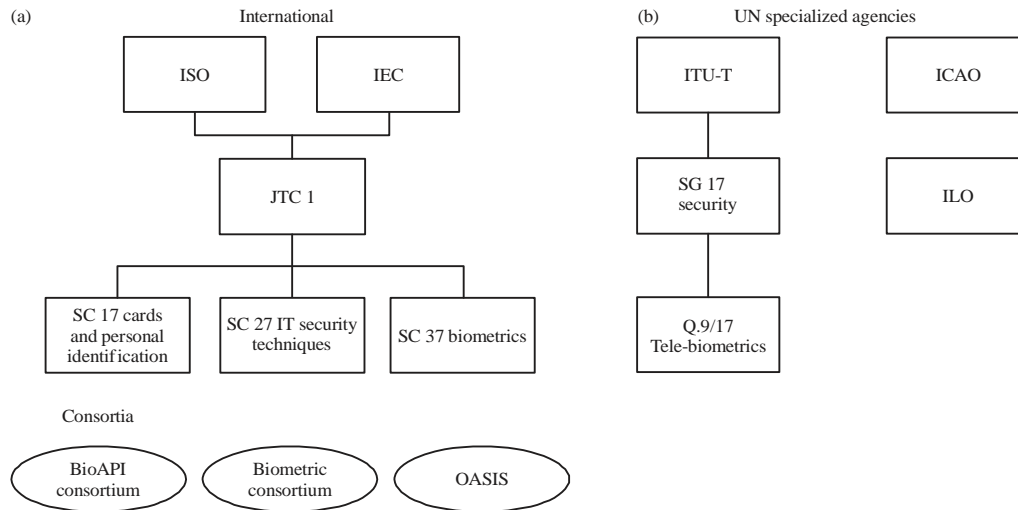 (a)
International
ISO
IEC
JTC 1
SC 17 cards
and personal
identification
SC 27 IT security
techniques
SC 37 biometrics
Consortia
BioAPI
consortium
Biometric
consortium
OASIS
(b)
UN specialized agencies
ITU-T
ICAO
SG 17
security
ILO
Q.9/17
Tele-biometrics